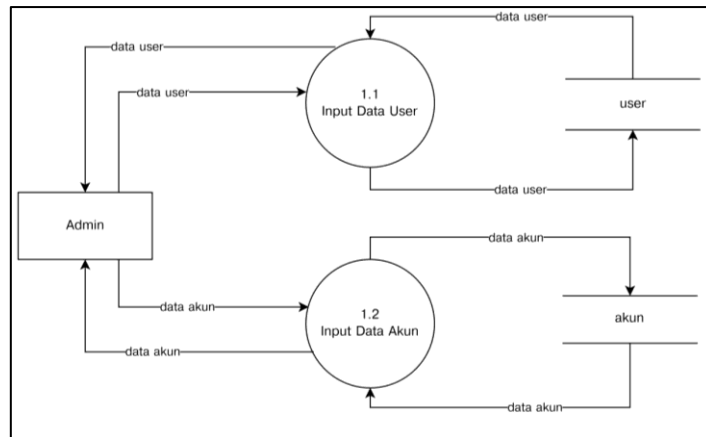 data user
data user
data user
1.1
Input Data User
user
data user
Admin
data akun
1.2
Input Data Akun
akun
data akun
data akun
data akun